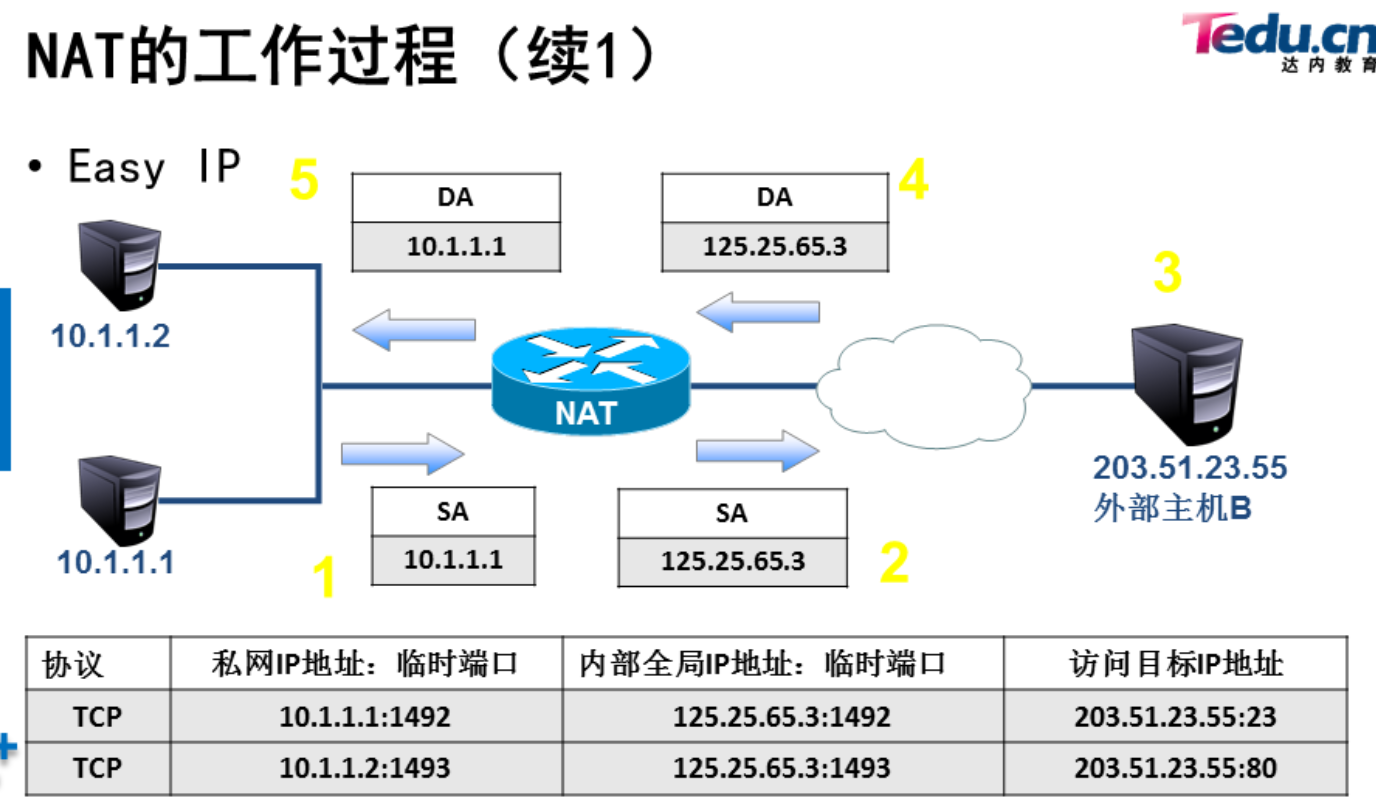 NAT的工作过程（续1）
Tedu.cn
达内教育
• Easy IP
5
DA
10.1.1.1
DA
125.25.65.3
4
3
10.1.1.2
NAT
203.51.23.55
外部主机B
10.1.1.1
1
SA
10.1.1.1
SA
125.25.65.3
2
协议 私网IP地址：临时端口 内部全局IP地址：临时端口 访问目标IP地址
TCP 10.1.1.1:1492 125.25.65.3:1492 203.51.23.55:23
TCP 10.1.1.2:1493 125.25.65.3:1493 203.51.23.55:80
+